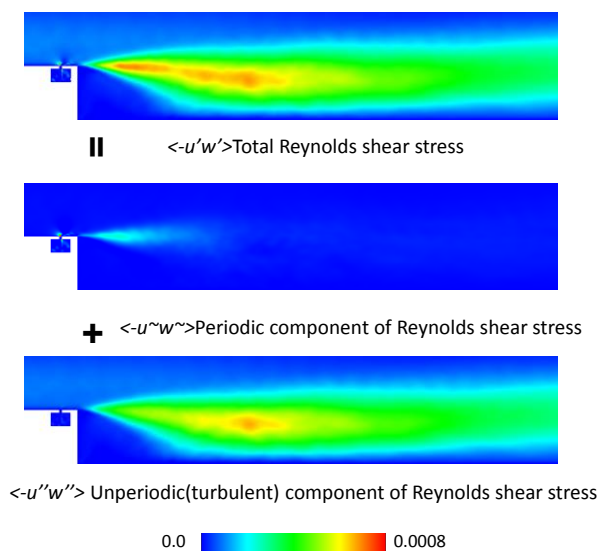 =
<-u'w'>Total Reynolds shear stress
+
<-u~w~>Periodic component of Reynolds shear stress
<-u''w''> Unperiodic(turbulent) component of Reynolds shear stress
0.0 0.0008